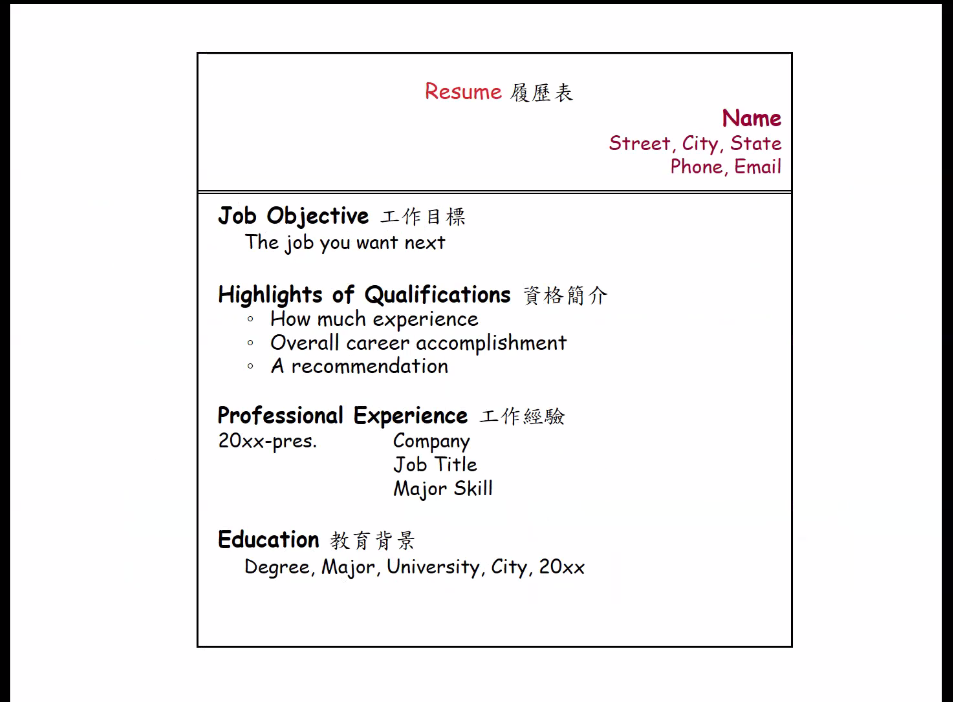 Resume 履歷表
Name
Street, City, State
Phone, Email
Job Objective 工作目標
The job you want next
Highlights of Qualifications 資格簡介
◦ How much experience
◦ Overall career accomplishment
◦ A recommendation
Professional Experience 工作經驗
20xx-pres. Company
Job Title
Major Skill
Education 教育背景
Degree, Major, University, City, 20xx